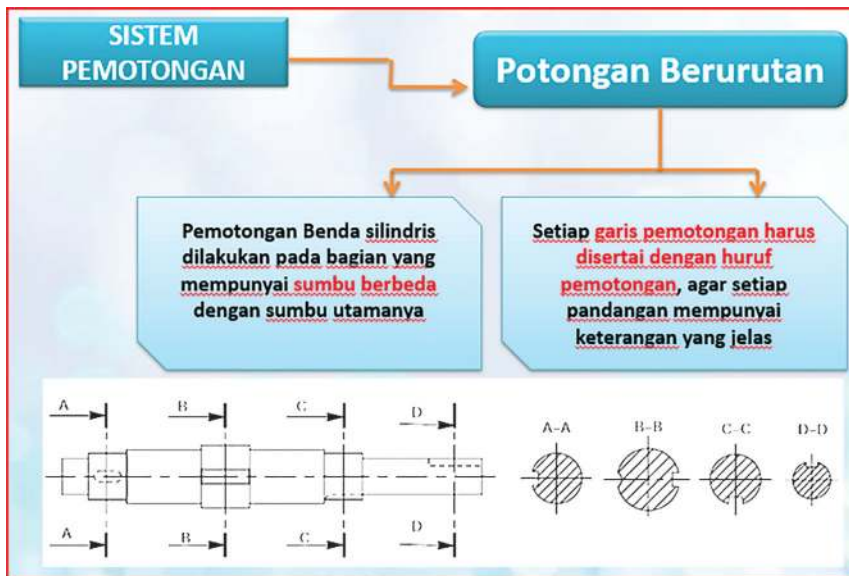 SISTEM
PEMOTONGAN
Potongan Berurutan
Pemotongan Benda silindris
dilakukan pada bagian yang
mempunyai sumbu berbeda
dengan sumbu utamanya
Setiap garis pemotongan harus
disertai dengan huruf
pemotongan, agar setiap
pandangan mempunyai
keterangan yang jelas
A B C D
A-A B-B C-C D-D
A B C D